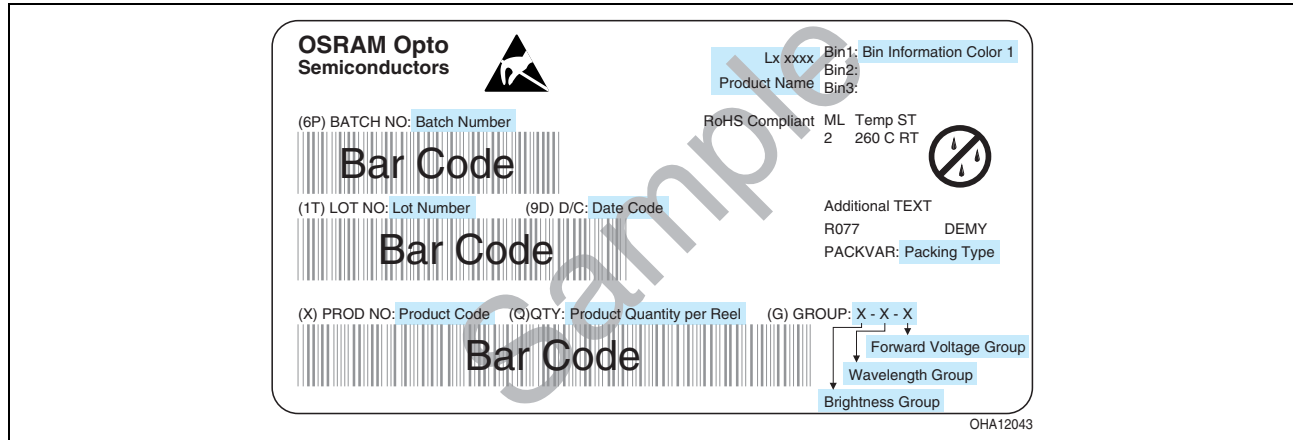 OSRAM Opto
Semiconductors
Lx xxxx
Product Name
Bin1: Bin Information Color 1
Bin2:
Bin3:
(6P) BATCH NO: Batch Number
Bar Code
RoHS Compliant
ML Temp ST
2 260 C RT
(1T) LOT NO: Lot Number (9D) D/C: Date Code
Bar Code
Additional TEXT
R077 DEMY
PACKVAR: Packing Type
(X) PROD NO: Product Code (Q)QTY: Product Quantity per Reel (G) GROUP: X - X - X
Bar Code
Forward Voltage Group
Wavelength Group
Brightness Group
Sample
OHA12043